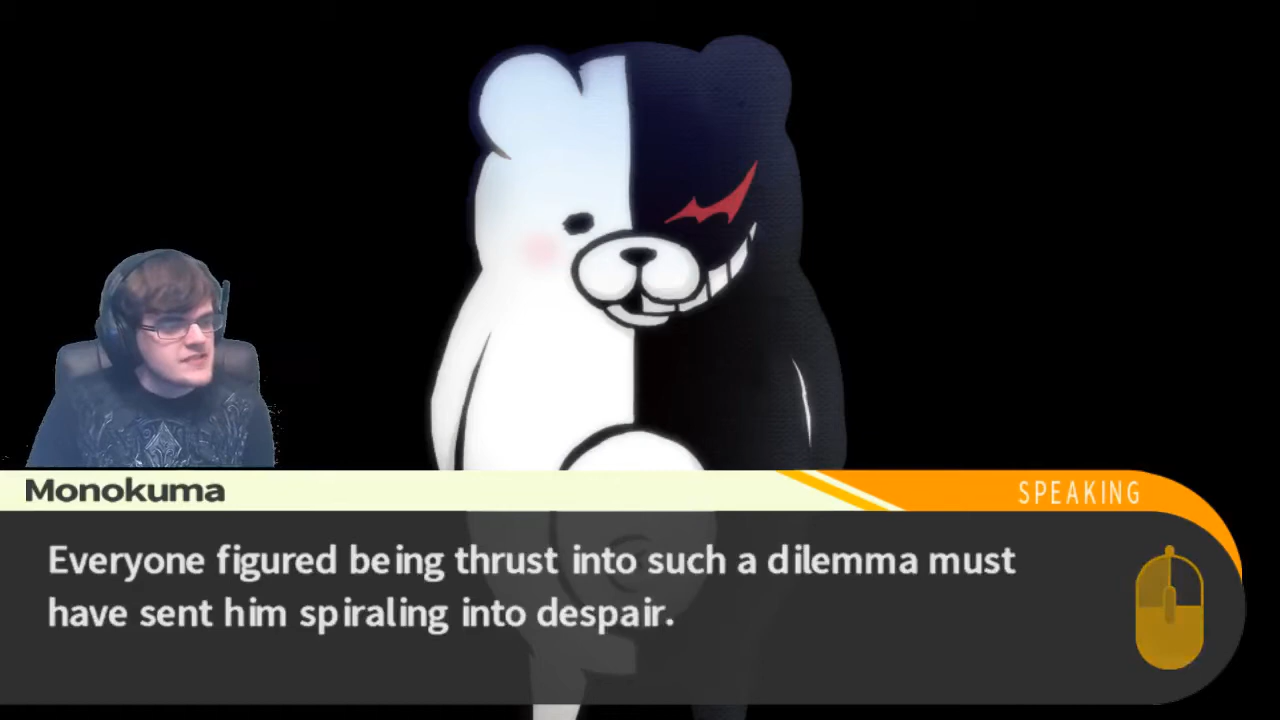 Monokuma
SPEAKING
Everyone figured being thrust into such a dilemma must
have sent him spiraling into despair.